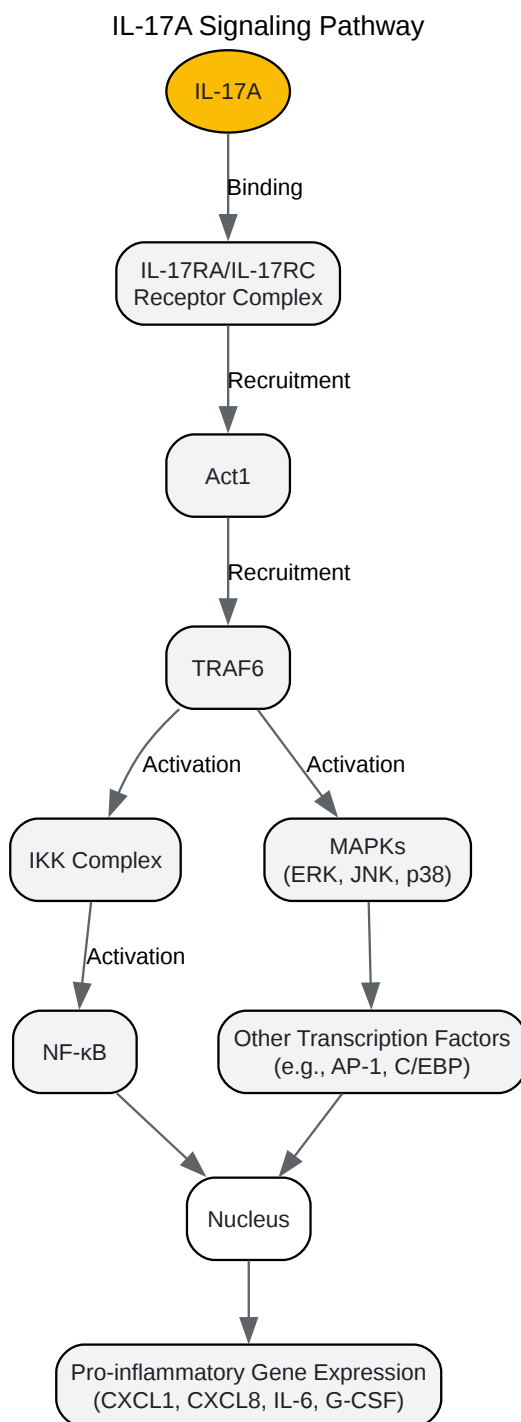 IL-17A Signaling Pathway
IL-17A
Binding
IL-17RA/IL-17RC
Receptor Complex
Recruitment
Act1
Recruitment
TRAF6
Activation
Activation
IKK Complex
MAPKs
(ERK, JNK, p38)
Activation
NF-κB
Other Transcription Factors
(e.g., AP-1, C/EBP)
Nucleus
Pro-inflammatory Gene Expression
(CXCL1, CXCL8, IL-6, G-CSF)